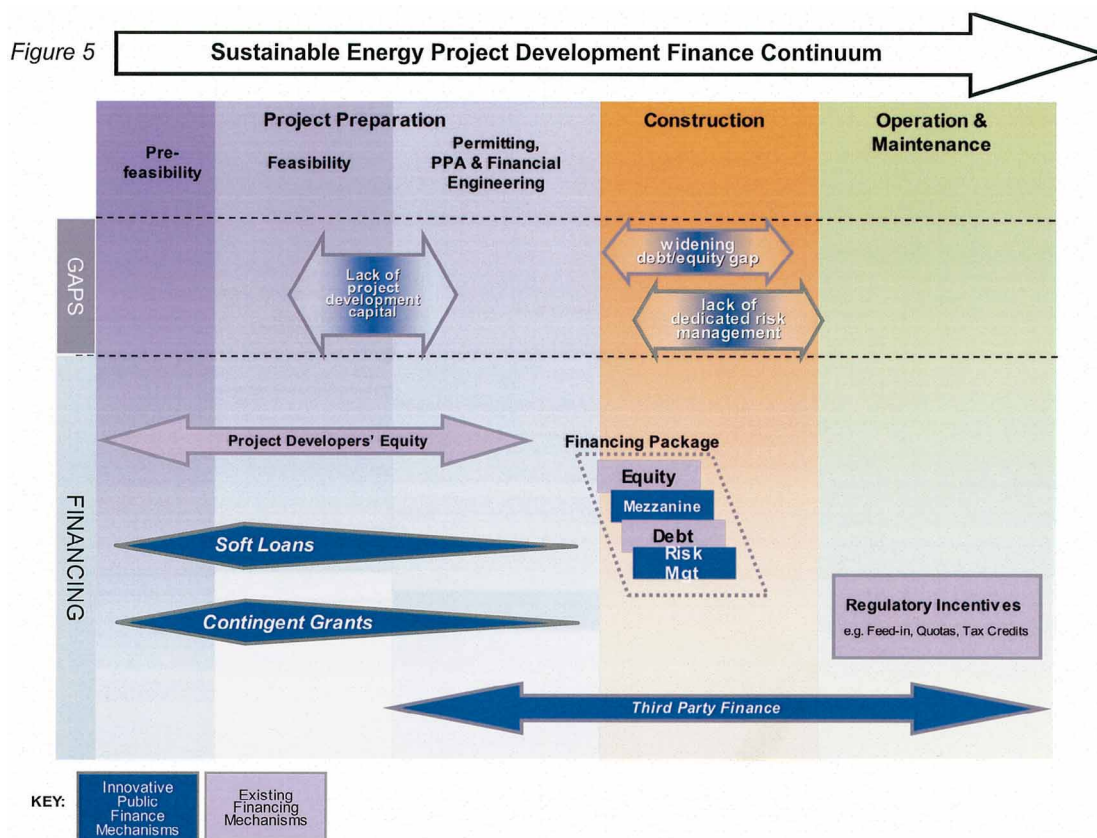 Figure 5
Sustainable Energy Project Development Finance Continuum
Project Preparation
Construction
Operation &
Maintenance
Pre-
feasibility
Feasibility
Permitting,
PPA & Financial
Engineering
GAPS
Lack of
project
development
capital
widening
debt/equity gap
lack of
dedicated risk
management
FINANCING
Project Developers' Equity
Financing Package
Equity
Mezzanine
Debt
Risk
Mgt
Soft Loans
Contingent Grants
Regulatory Incentives
e.g. Feed-in, Quotas, Tax Credits
Third Party Finance
KEY:
Innovative
Public
Finance
Mechanisms
Existing
Financing
Mechanisms